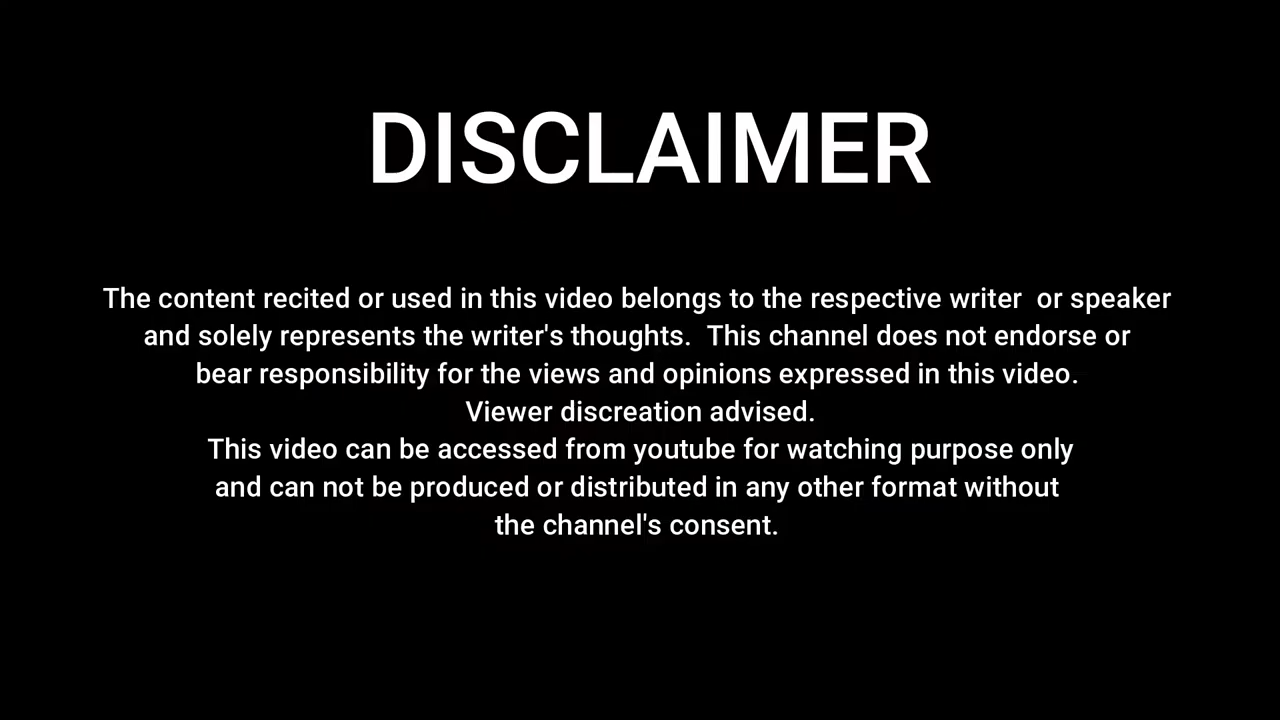 DISCLAIMER
The content recited or used in this video belongs to the respective writer  or speaker
and solely represents the writer's thoughts.  This channel does not endorse or
bear responsibility for the views and opinions expressed in this video.
Viewer discreation advised.
This video can be accessed from youtube for watching purpose only
and can not be produced or distributed in any other format without
the channel's consent.